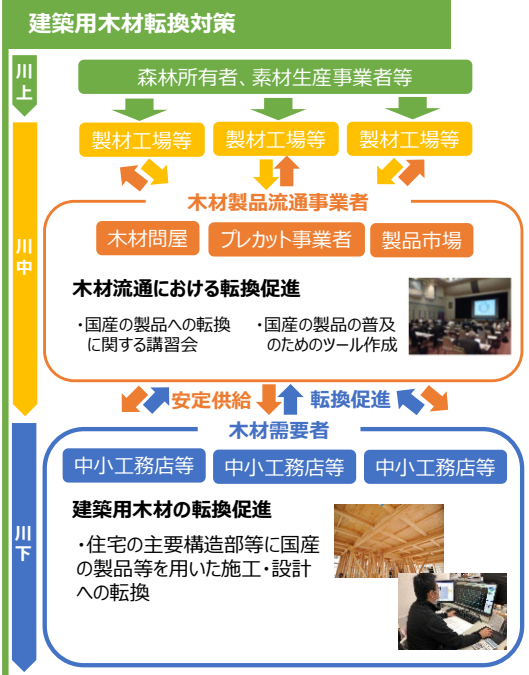 建築用木材転換対策
川上
森林所有者、素材生産事業者等
製材工場等 製材工場等 製材工場等
川中
木材製品流通事業者
木材問屋 プレカット事業者 製品市場
木材流通における転換促進
・国産の製品への転換
に関する講習会
・国産の製品の普及
のためのツール作成
安定供給 転換促進
川下
木材需要者
中小工務店等 中小工務店等 中小工務店等
建築用木材の転換促進
・住宅の主要構造部等に国産
の製品等を用いた施工・設計
への転換